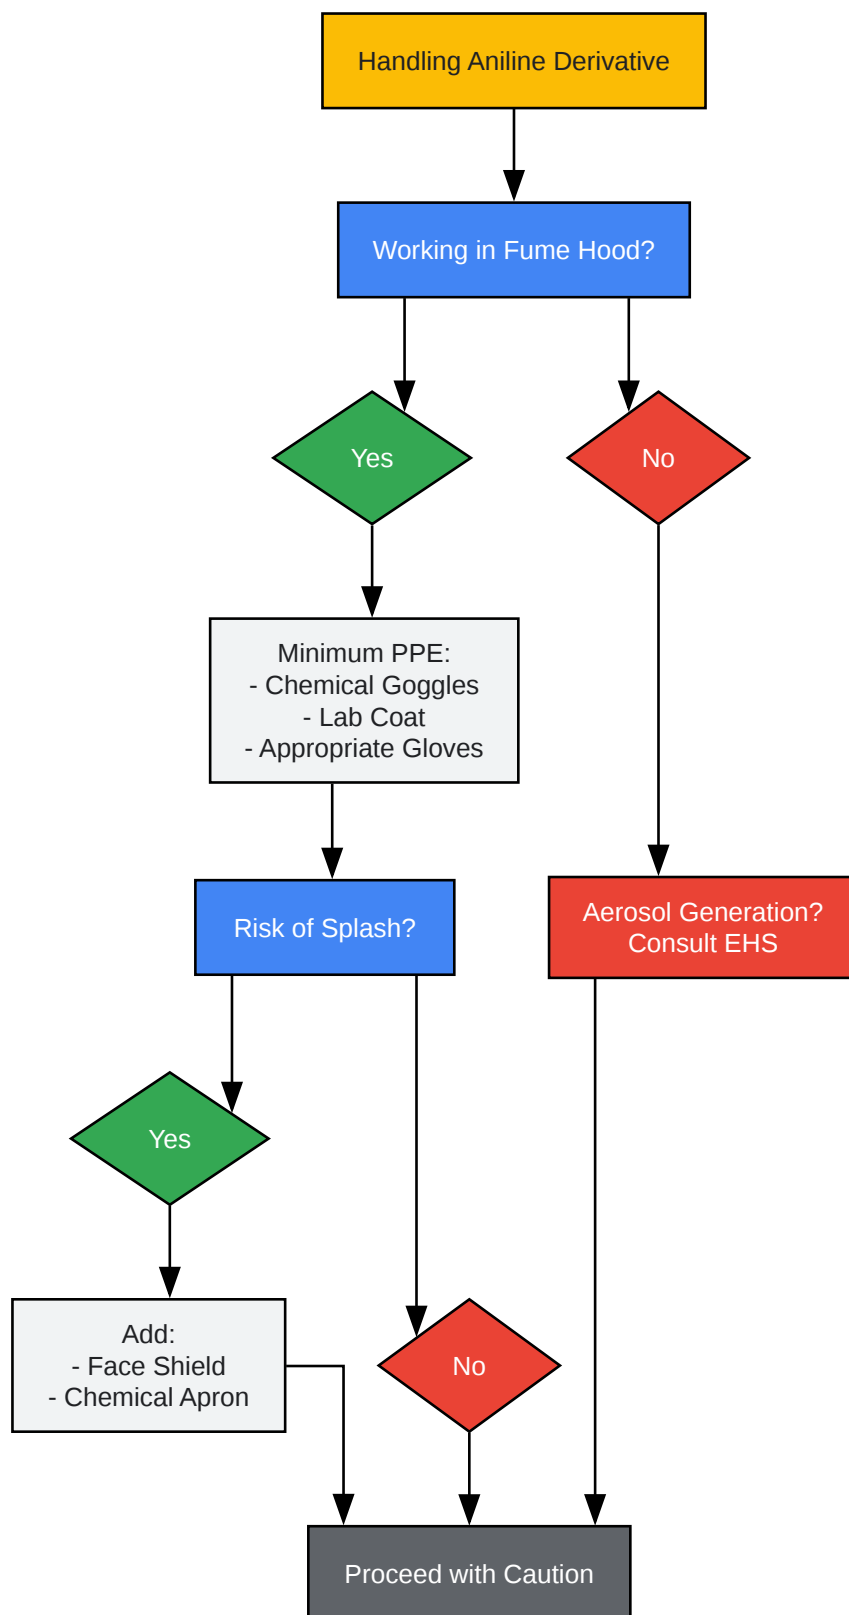 Handling Aniline Derivative
Working in Fume Hood?
Yes
No
Minimum PPE:
- Chemical Goggles
- Lab Coat
- Appropriate Gloves
Risk of Splash?
Aerosol Generation?
Consult EHS
Yes
Add:
- Face Shield
- Chemical Apron
No
Proceed with Caution